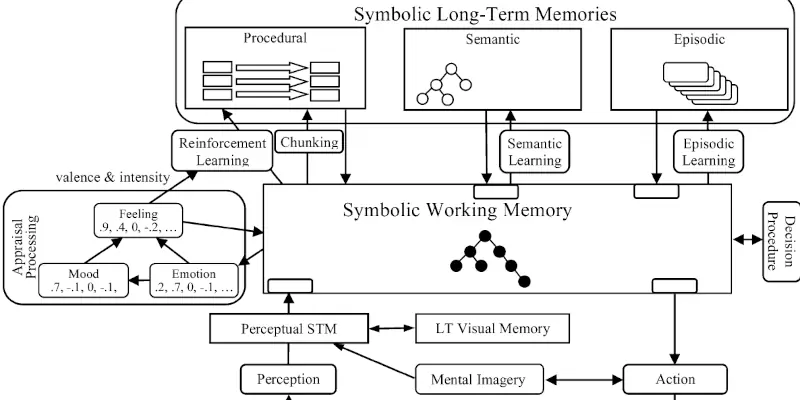 Symbolic Long-Term Memories
Procedural
Semantic
Episodic
Reinforcement
Learning
Chunking
Semantic
Learning
Episodic
Learning
valence & intensity
Appraisal
Processing
Feeling
.9, .4, 0, -.2, …
Mood
.7, -.1, 0, -.1,
Emotion
.2, .7, 0, -.1, …
Symbolic Working Memory
Decision
Procedure
Perceptual STM
LT Visual Memory
Perception
Mental Imagery
Action